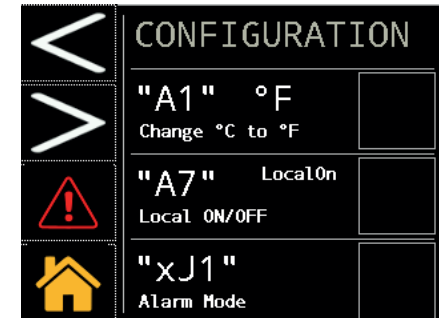 CONFIGURATION
"A1" °F
Change °C to °F
"A7" LocalOn
Local ON/OFF
"xJ1"
Alarm Mode